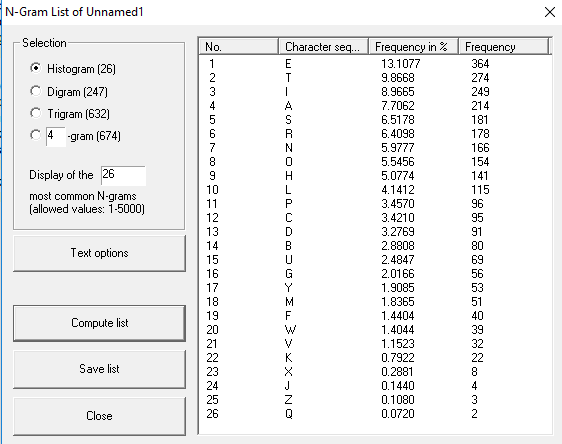 N-Gram List of Unnamed1
Selection
Histogram (26)
Digram (247)
Trigram (632)
4 -gram (674)
Display of the 26
most common N-grams
(allowed values: 1-5000)
Text options
Compute list
Save list
Close
No. Character seq... Frequency in % Frequency
1 E 13.1077 364
2 T 9.8668 274
3 I 8.9665 249
4 A 7.7062 214
5 S 6.5178 181
6 R 6.4098 178
7 N 5.9777 166
8 O 5.5456 154
9 H 5.0774 141
10 L 4.1412 115
11 P 3.4570 96
12 C 3.4210 95
13 D 3.2769 91
14 B 2.8808 80
15 U 2.4847 69
16 G 2.0166 56
17 Y 1.9085 53
18 M 1.8365 51
19 F 1.4404 40
20 W 1.4044 39
21 V 1.1523 32
22 K 0.7922 22
23 X 0.2881 8
24 J 0.1440 4
25 Z 0.1080 3
26 Q 0.0720 2